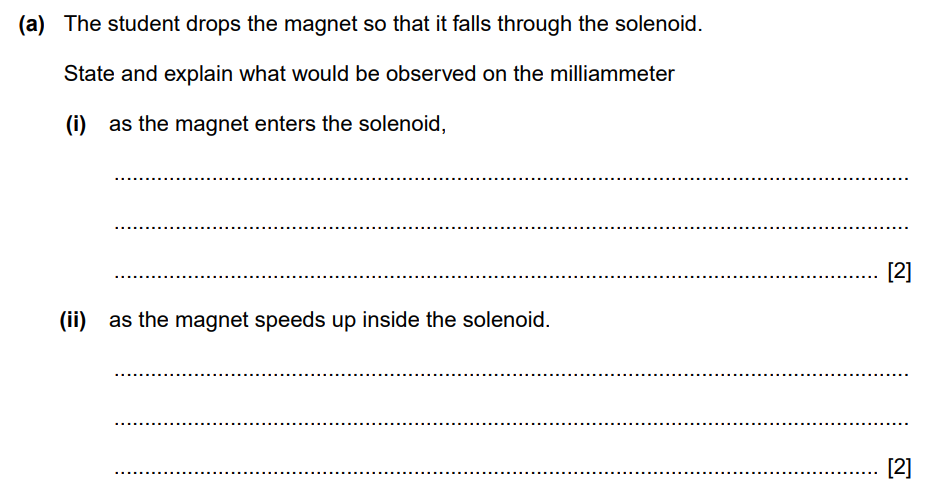 (a) The student drops the magnet so that it falls through the solenoid.
State and explain what would be observed on the milliammeter
(i) as the magnet enters the solenoid,
..........................................................................................................................................
..........................................................................................................................................
..................................................................................................................................... [2]
(ii) as the magnet speeds up inside the solenoid.
..........................................................................................................................................
..........................................................................................................................................
..................................................................................................................................... [2]